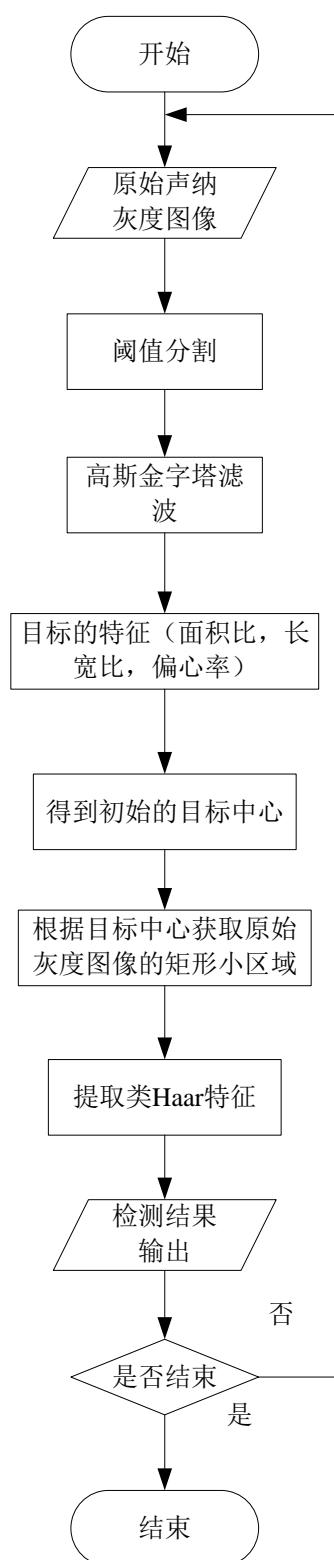 开始
原始声纳
灰度图像
阈值分割
高斯金字塔滤
波
目标的特征（面积比，长
宽比，偏心率）
得到初始的目标中心
根据目标中心获取原始
灰度图像的矩形小区域
提取类Haar特征
检测结果
输出
否
是否结束
是
结束